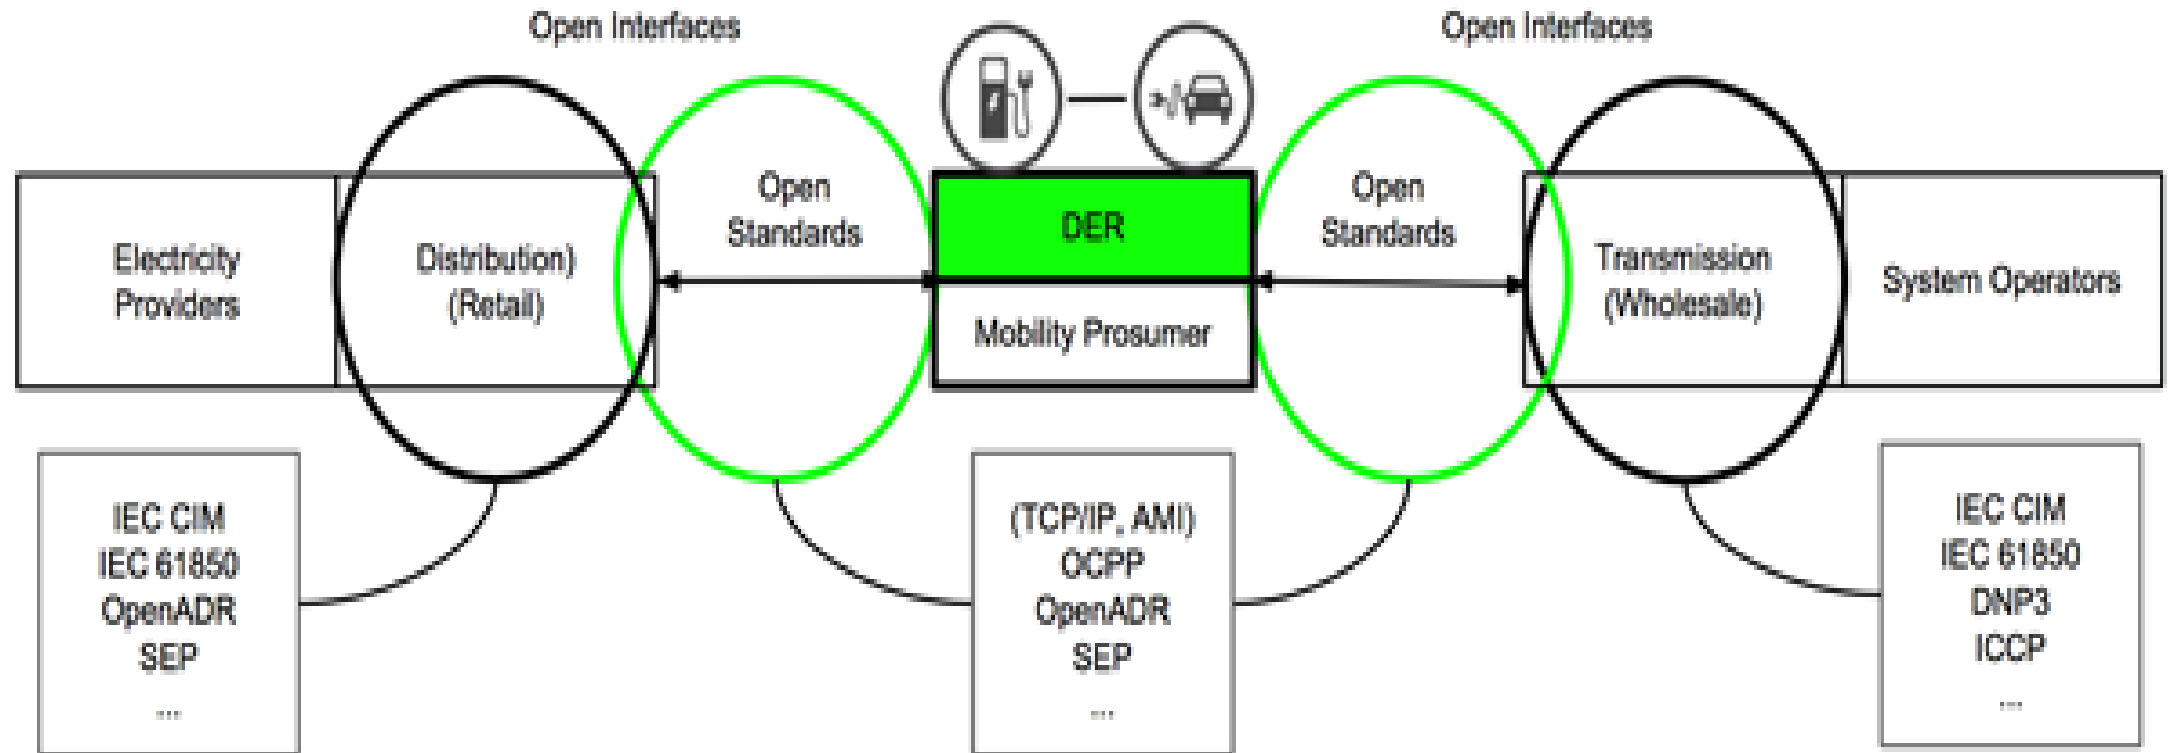 Open Interfaces
Open Interfaces
Electricity
Providers
Distribution)
(Retail)
Open
Standards
DER
Mobility Prosumer
Open
Standards
Transmission
(Wholesale)
System Operators
IEC CIM
IEC 61850
OpenADR
SEP
...
(TCP/IP, AMI)
OCPP
OpenADR
SEP
...
IEC CIM
IEC 61850
DNP3
ICCP
...